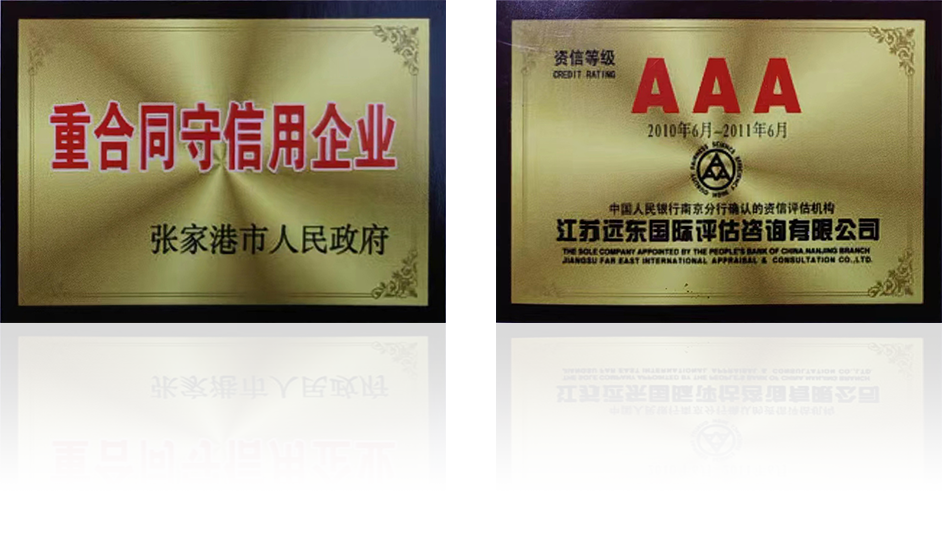 重合同守信用企业
张家港市人民政府
资信等级
CREDIT RATING
AAA
2010年6月-2011年6月
中国人民银行南京分行确认的资信评估机构
江苏远东国际评估咨询有限公司
THE SOLE COMPANY APPOINTED BY THE PEOPLE'S BANK OF CHINA.NANJING BRANCH
JIANGSU FAR EAST INTERNATIONAL APPRAISAL & CONSULTATION CO.,LTD.